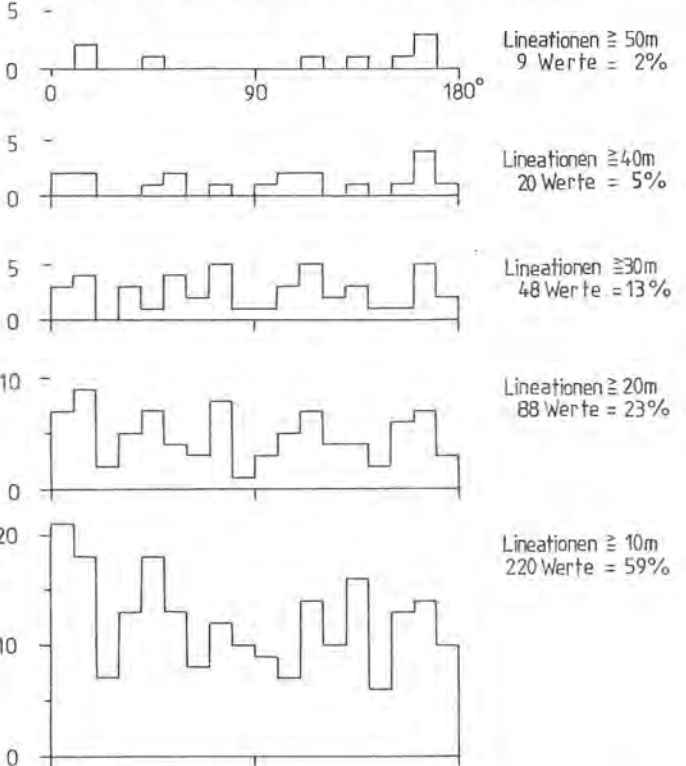 5
0
0 90 180°
Lineationen ≧ 50m
9 Werte = 2%
5
0
Lineationen ≧40m
20 Werte = 5%
5
0
Lineationen ≧30m
48 Werte = 13%
10
0
Lineationen ≧ 20m
88 Werte = 23%
20
10
0
Lineationen ≧ 10m
220 Werte = 59%